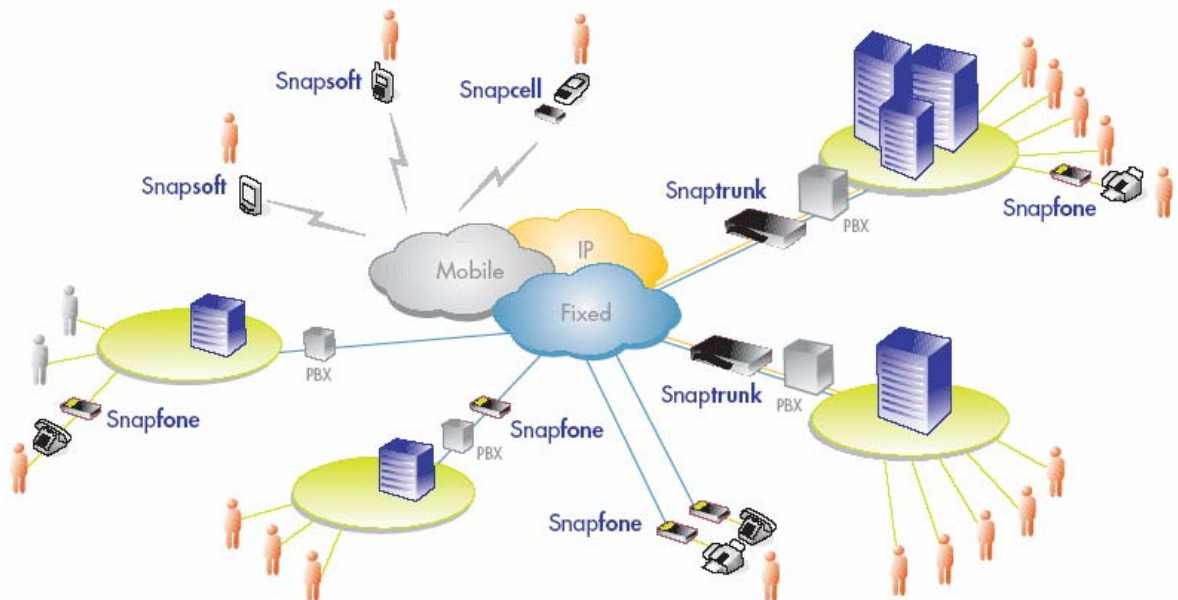 Snapsoft
Snapcell
Snapsoft
Snaptrunk
PBX
Snapfone
IP
Mobile
Fixed
PBX
Snapfone
Snaptrunk
PBX
Snapfone
PBX
Snapfone